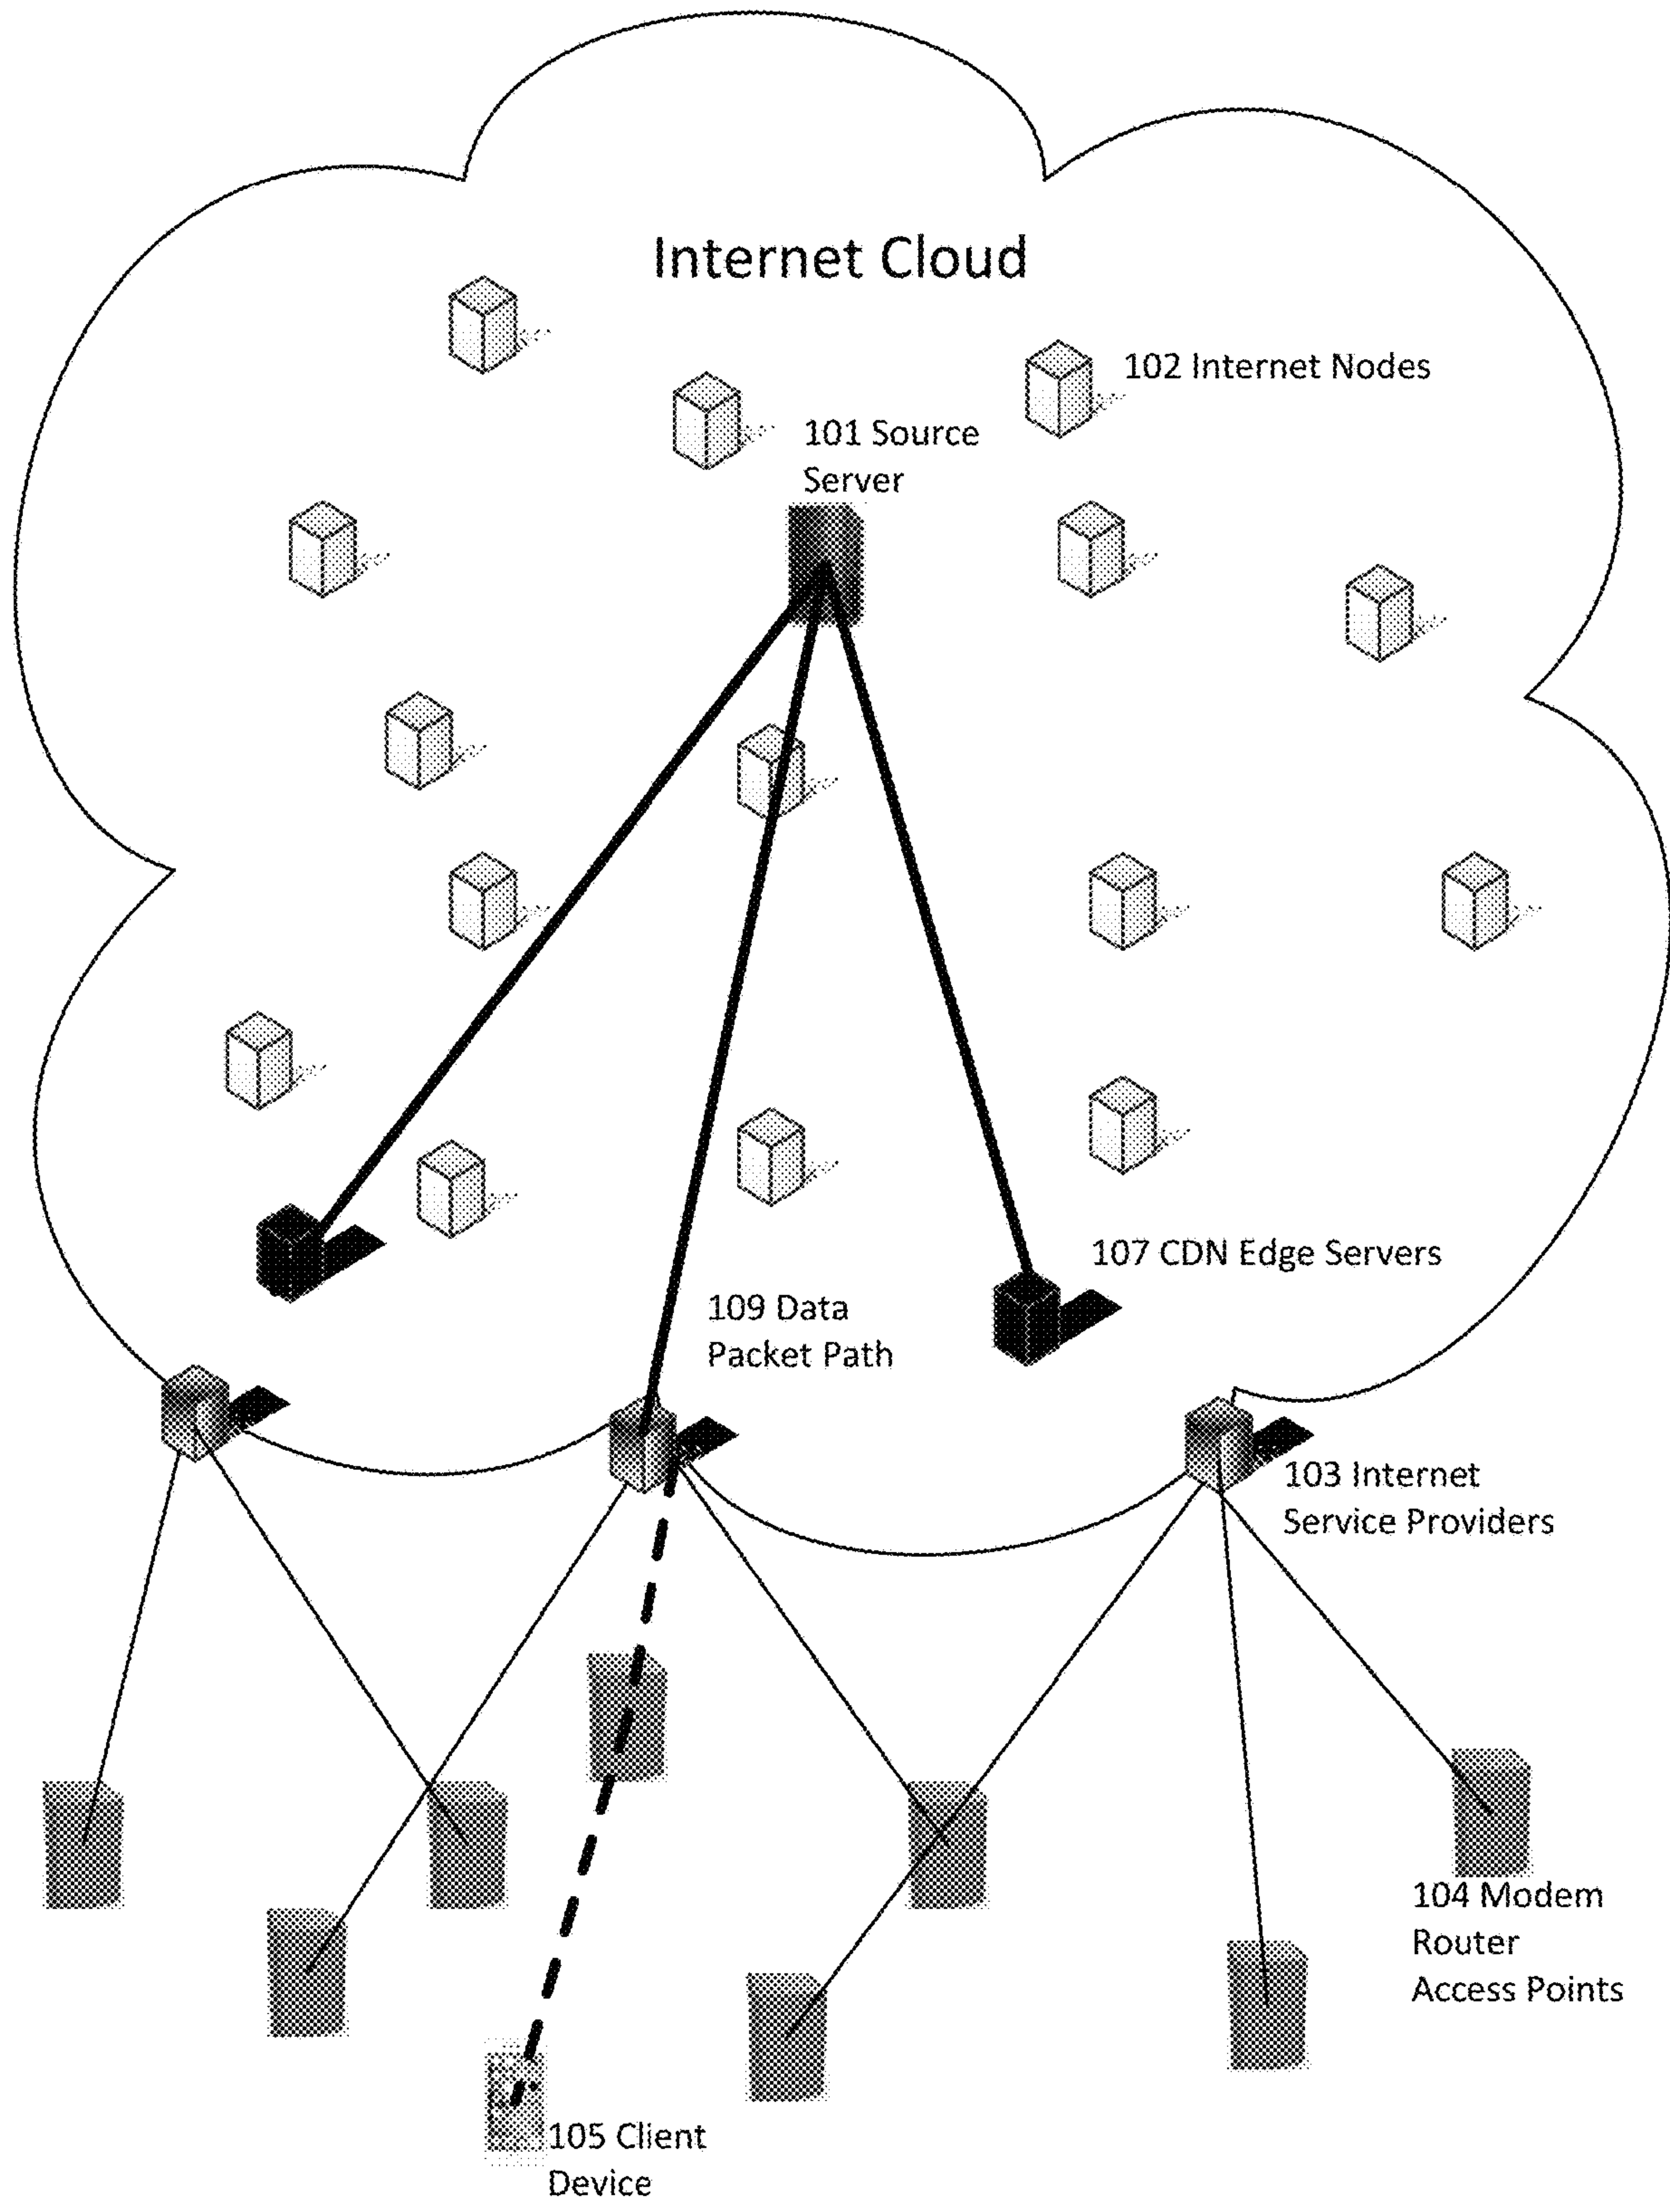 Internet Cloud
102 Internet Nodes
101 Source
Server
107 CDN Edge Servers
109 Data
Packet Path
103 Internet
Service Providers
104 Modem
Router
Access Points
105 Client
Device